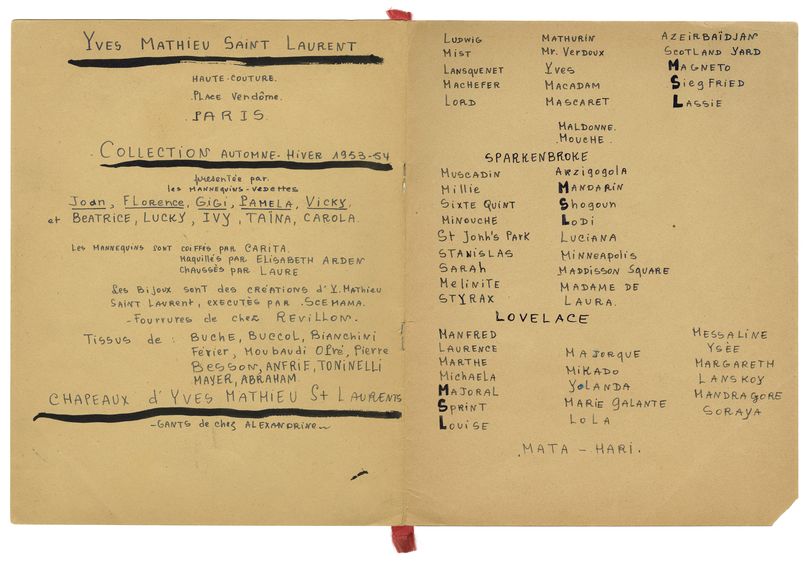 YVES MATHIEU SAINT LAURENT
HAUTE-COUTURE.
.PLACE VENDÔME.
.PARIS.
.COLLECTION AUTOMNE. HIVER 1953-54
présentée par.
les MANNEQUINS-VEDETTES
Joan, FLORENCE, GiGi, PAMELA, VICKY,
et BEATRICE, LUCKY, IVY, TAÏNA, CAROLA.
LES MANNEQUINS SONT COIFFÉS PAR CARITA.
MAQUILLÉS PAR ELISABETH ARDEN
CHAUSSÉS PAR LAURE
LES BIJOUX SONT DES CRÉATIONS d'Y. MATHIEU
SAINT LAURENT, EXECUTÉS PAR .SCEMAMA.
-FOURRURES DE CHEZ REVILLON.
TISSUS de: BUCHE, BUCCOL, BIANCHINI
Férier, MOUBAUDI OLRÉ, PIERRE
BESSON, ANFRIE, TONINELLI
MAYER, ABRAHAM
CHAPEAUX d'YVES MATHIEU St LAURENTS
-GANTS de chez ALEXANDRINE-
LUDWIG
MIST
LANSQUENET
MACHEFER
LORD
MATHURIN
Mr. VERDOUX
YVES
MACADAM
MASCARET
MALDONNE.
.MOUCHE.
AZEIRBAÏDJAN
SCOTLAND YARD
MAGNETO
SIEGFRIED
LASSIE
SPARKENBROKE
MUSCADIN
Millie
SIXTE QUINT
MINOUCHE
St JONH'S PARK
STANISLAS
SARAH
MELINITE
STYRAX
ARZIGOGOLA
MANDARIN
SHOGOUN
LODI
LUCIANA
MINNEAPOLIS
MADDISSON SQUARE
MADAME DE
LAURA.
LOVELACE
MANFRED
LAURENCE
MARTHE
MICHAELA
MAJORAL
SPRINT
LOUISE
MAJORQUE
MIKADO
YOLANDA
MARIE GALANTE
LOLA
MESSALINE
YSÉE
MARGARETH
LANSKOY
MANDRAGORE
SORAYA
.MATA - HARI.